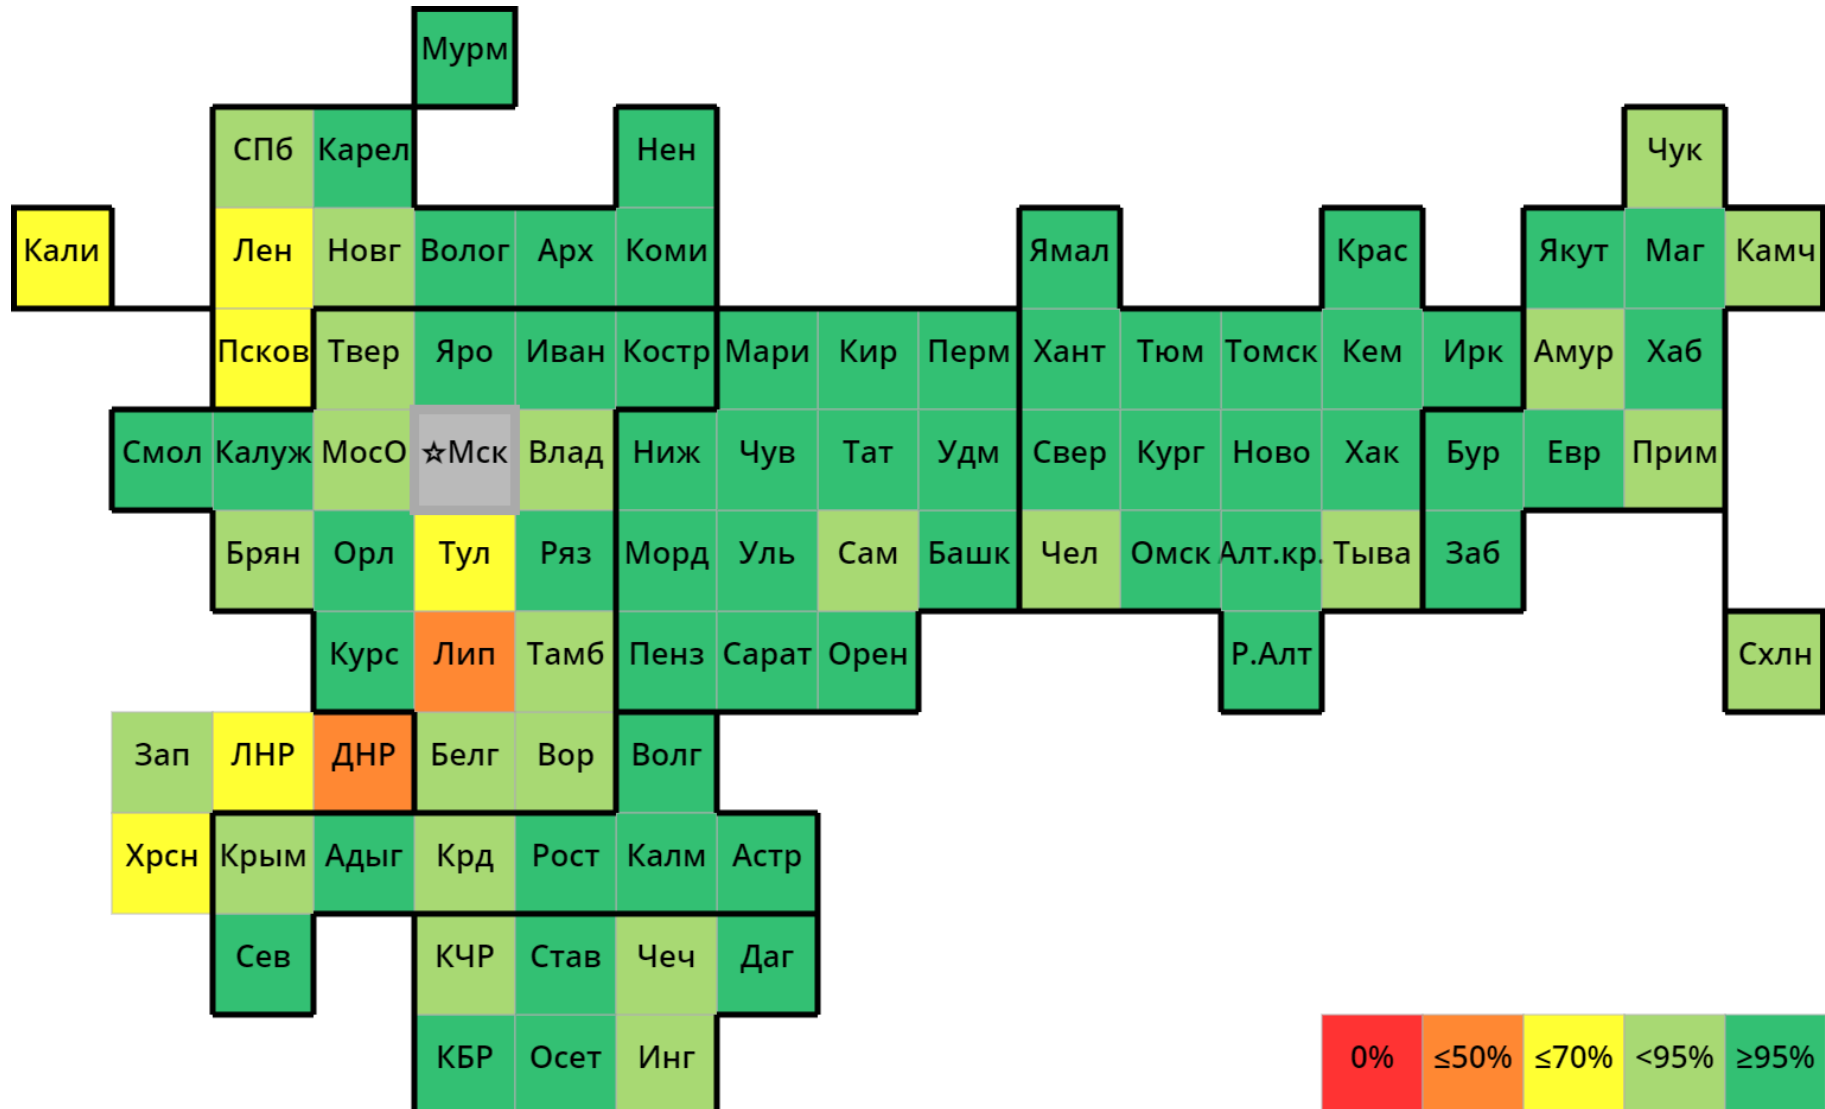 Мурм
СПб Карел Нен Чук
Кали Лен Новг Волог Арх Коми Ямал Крас Якут Маг Камч
Псков Твер Яро Иван Костр Мари Кир Перм Хант Тюм Томск Кем Ирк Амур Хаб
Смол Калуж МосО ☆Мск Влад Ниж Чув Тат Удм Свер Кург Ново Хак Бур Евр Прим
Брян Орл Тул Ряз Морд Уль Сам Башк Чел Омск Алт.кр. Тыва Заб
Курс Лип Тамб Пенз Сарат Орен Р.Алт Схлн
Зап ЛНР ДНР Белг Вор Волг
Хрсн Крым Адыг Крд Рост Калм Астр
Сев КЧР Став Чеч Даг
КБР Осет Инг 0% ≤50% ≤70% <95% ≥95%